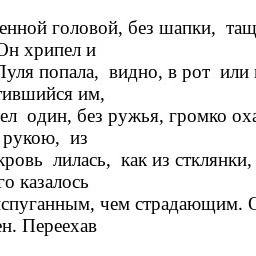 енной головой, без шапки, тащ
Он хрипел и
Пуля попала, видно, в рот или
тившийся им,
ел один, без ружья, громко оха
рукою, из
кровь лилась, как из стклянки,
го казалось
спуганным, чем страдающим. О
ен. Переехав